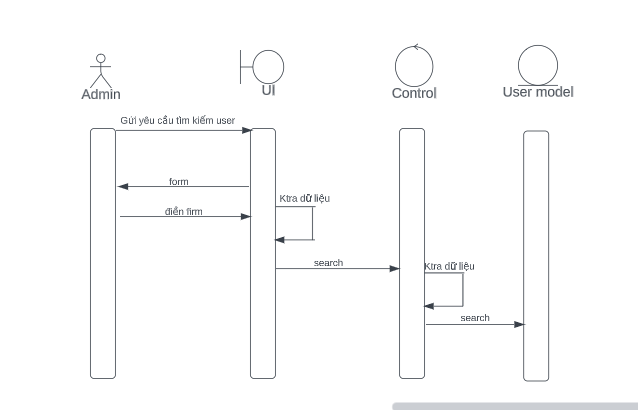 Admin
UI
Control
User model
Gửi yêu cầu tìm kiếm user
form
Ktra dữ liệu
điền firm
search
Ktra dữ liệu
search